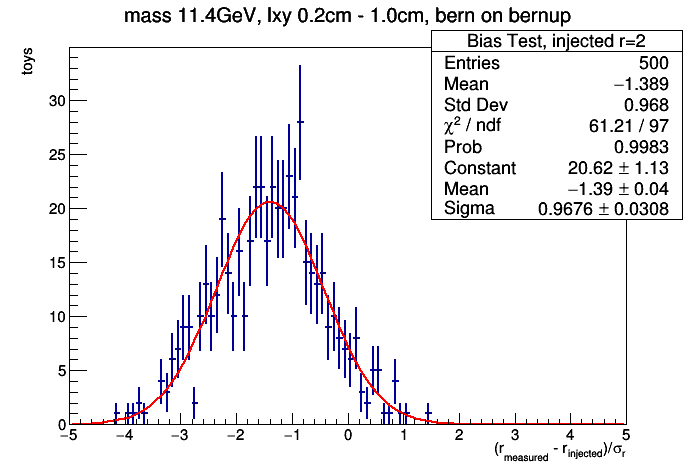 mass 11.4GeV, lxy 0.2cm - 1.0cm, bern on bernup
toys
Bias Test, injected r=2
Entries 500
Mean −1.389
Std Dev 0.968
χ² / ndf 61.21 / 97
Prob 0.9983
Constant 20.62 ± 1.13
Mean −1.39 ± 0.04
Sigma 0.9676 ± 0.0308
30
25
20
15
10
5
0
−5 −4 −3 −2 −1 0 1 2 3 4 5
(r_measured - r_injected)/σ_r